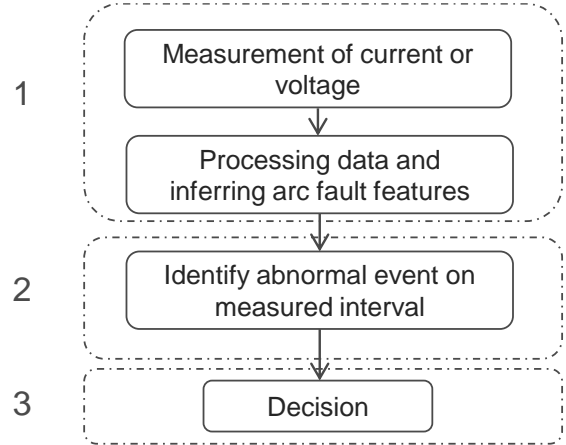 1
Measurement of current or
voltage
Processing data and
inferring arc fault features
2
Identify abnormal event on
measured interval
3
Decision